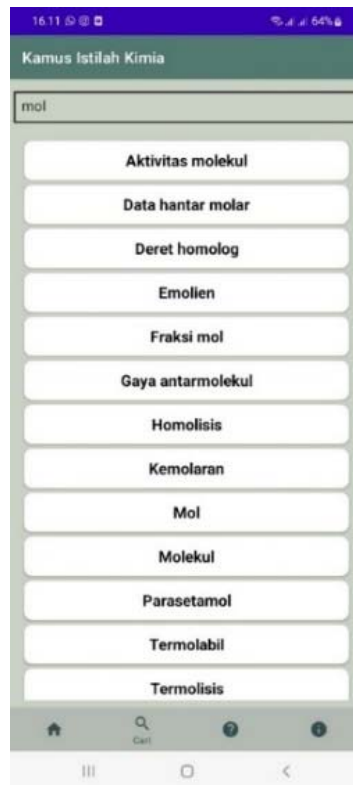 16.11
64%
Kamus Istilah Kimia
mol
Aktivitas molekul
Data hantar molar
Deret homolog
Emolien
Fraksi mol
Gaya antarmolekul
Homolisis
Kemolaran
Mol
Molekul
Parasetamol
Termolabil
Termolisis
Cari